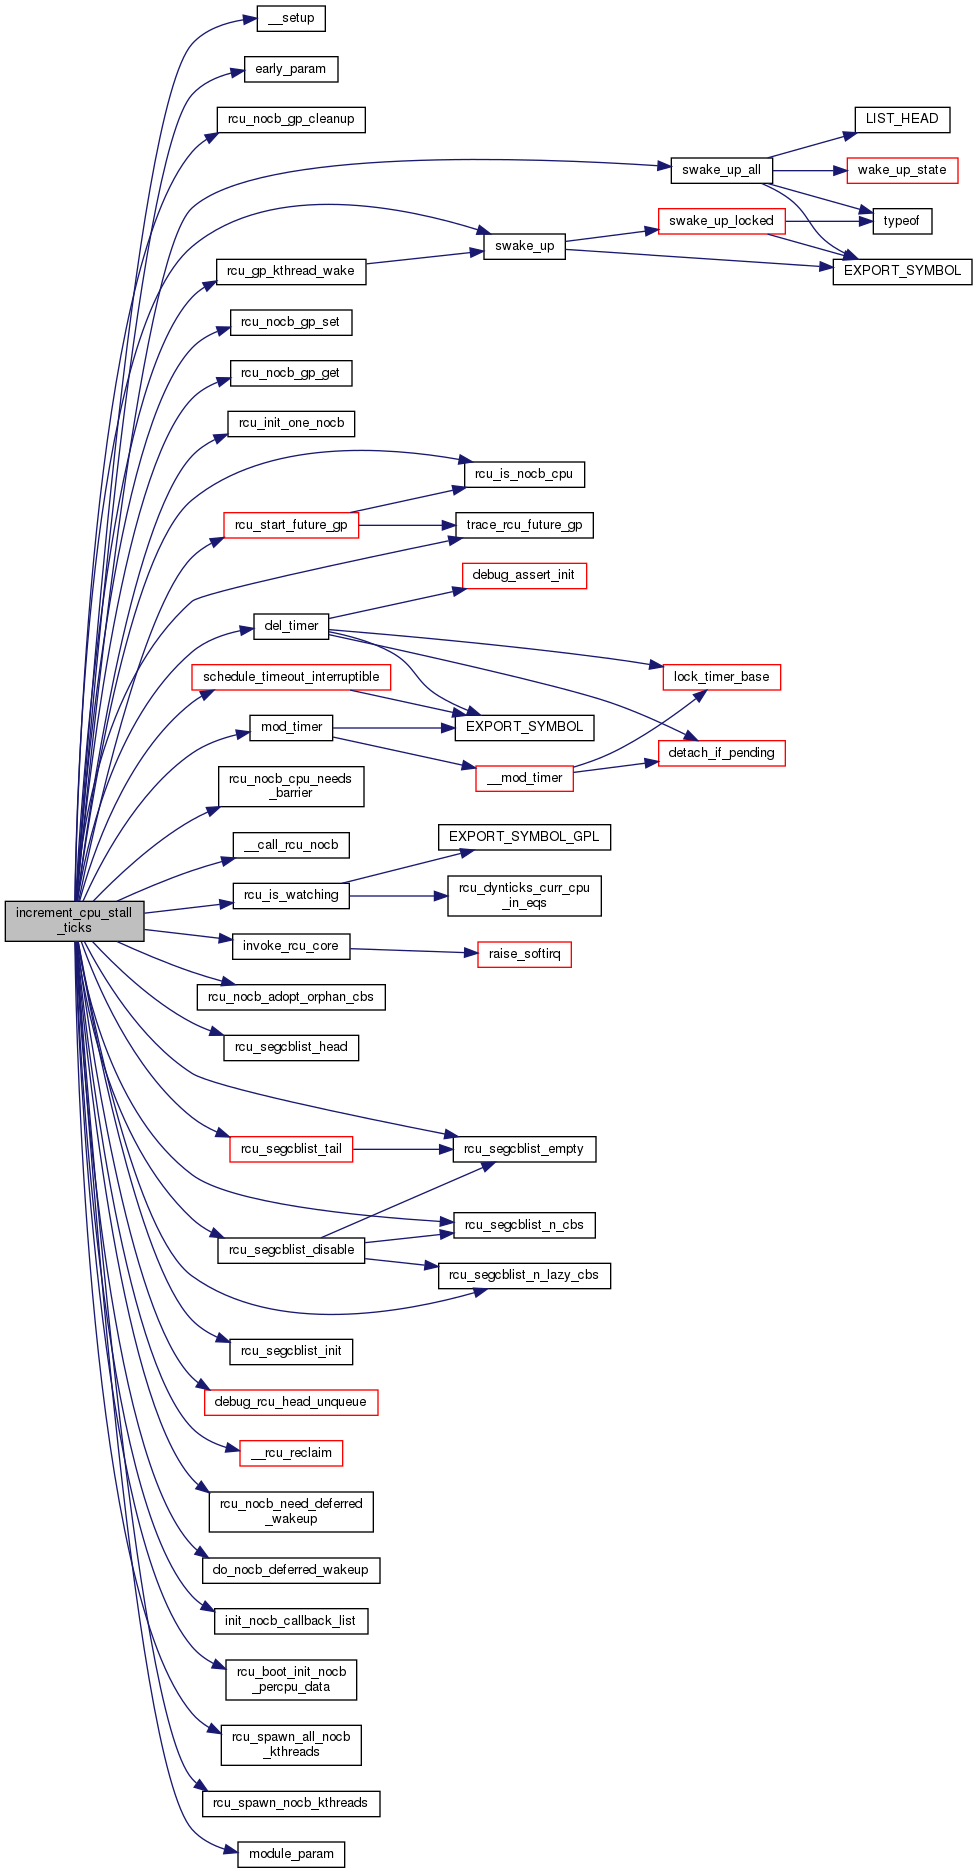 __setup
early_param
rcu_nocb_gp_cleanup
LIST_HEAD
swake_up_all
wake_up_state
swake_up_locked
typeof
swake_up
rcu_gp_kthread_wake
EXPORT_SYMBOL
rcu_nocb_gp_set
rcu_nocb_gp_get
rcu_init_one_nocb
rcu_is_nocb_cpu
rcu_start_future_gp
trace_rcu_future_gp
debug_assert_init
del_timer
schedule_timeout_interruptible
lock_timer_base
mod_timer
EXPORT_SYMBOL
detach_if_pending
__mod_timer
rcu_nocb_cpu_needs
_barrier
EXPORT_SYMBOL_GPL
__call_rcu_nocb
rcu_is_watching
rcu_dynticks_curr_cpu
_in_eqs
increment_cpu_stall
_ticks
invoke_rcu_core
raise_softirq
rcu_nocb_adopt_orphan_cbs
rcu_segcblist_head
rcu_segcblist_tail
rcu_segcblist_empty
rcu_segcblist_n_cbs
rcu_segcblist_disable
rcu_segcblist_n_lazy_cbs
rcu_segcblist_init
debug_rcu_head_unqueue
__rcu_reclaim
rcu_nocb_need_deferred
_wakeup
do_nocb_deferred_wakeup
init_nocb_callback_list
rcu_boot_init_nocb
_percpu_data
rcu_spawn_all_nocb
_kthreads
rcu_spawn_nocb_kthreads
module_param